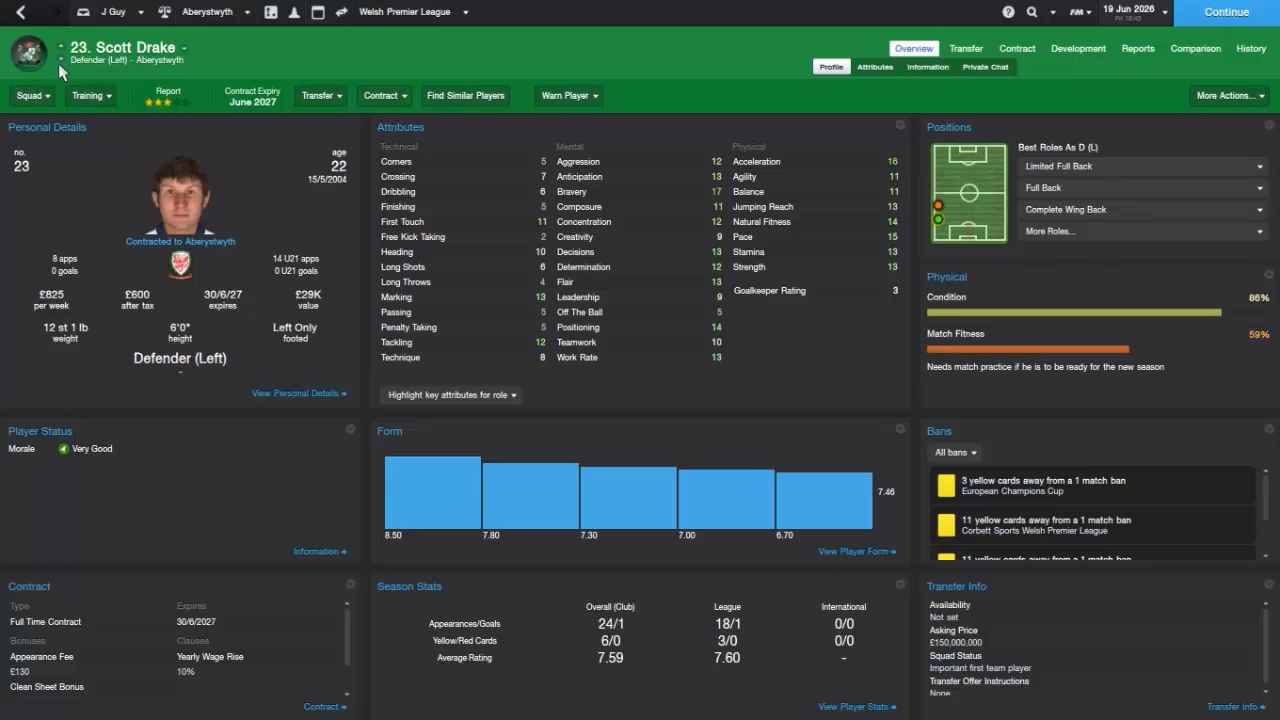 J Guy
Aberystwyth
Welsh Premier League
FM
19 Jun 2026
Fri 18:45
Continue
23. Scott Drake
Defender (Left) - Aberystwyth
Overview
Transfer
Contract
Development
Reports
Comparison
History
Profile
Attributes
Information
Private Chat
Squad
Training
Report
Contract Expiry
June 2027
Transfer
Contract
Find Similar Players
Warn Player
More Actions...
Personal Details
no.
23
age
22
15/5/2004
Contracted to Aberystwyth
8 apps
0 goals
14 U21 apps
0 U21 goals
£825
per week
£600
after tax
30/6/27
expires
£29K
value
12 st 1 lb
weight
6'0"
height
Left Only
footed
Defender (Left)
-
View Personal Details
Attributes
Technical
Corners 5
Crossing 7
Dribbling 6
Finishing 5
First Touch 11
Free Kick Taking 2
Heading 10
Long Shots 6
Long Throws 4
Marking 13
Passing 5
Penalty Taking 5
Tackling 12
Technique 8
Mental
Aggression 12
Anticipation 13
Bravery 17
Composure 11
Concentration 12
Creativity 9
Decisions 13
Determination 12
Flair 13
Leadership 9
Off The Ball 5
Positioning 14
Teamwork 10
Work Rate 13
Physical
Acceleration 16
Agility 11
Balance 11
Jumping Reach 13
Natural Fitness 14
Pace 15
Stamina 13
Strength 13
Goalkeeper Rating 3
Highlight key attributes for role
Positions
Best Roles As D (L)
Limited Full Back
Full Back
Complete Wing Back
More Roles...
Physical
Condition 86%
Match Fitness 59%
Needs match practice if he is to be ready for the new season
Player Status
Morale Very Good
Information
Form
7.46
8.50 7.80 7.30 7.00 6.70
View Player Form
Bans
All bans
3 yellow cards away from a 1 match ban
European Champions Cup
11 yellow cards away from a 1 match ban
Corbett Sports Welsh Premier League
11 yellow cards away from a 1 match ban
Contract
Type
Full Time Contract
Expires
30/6/2027
Bonuses
Appearance Fee
£130
Clean Sheet Bonus
Clauses
Yearly Wage Rise
10%
Contract
Season Stats
Overall (Club) League International
Appearances/Goals 24/1 18/1 0/0
Yellow/Red Cards 6/0 3/0 0/0
Average Rating 7.59 7.60 -
View Player Stats
Transfer Info
Availability
Not set
Asking Price
£150,000,000
Squad Status
Important first team player
Transfer Offer Instructions
None
Transfer Info